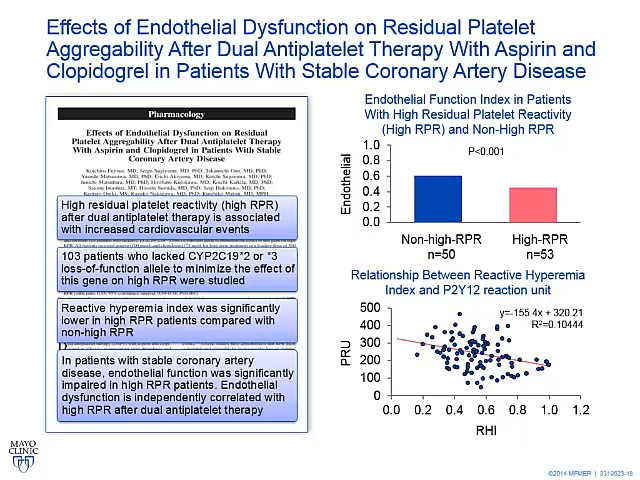 Effects of Endothelial Dysfunction on Residual Platelet
Aggregability After Dual Antiplatelet Therapy With Aspirin and
Clopidogrel in Patients With Stable Coronary Artery Disease
Pharmacology
Effects of Endothelial Dysfunction on Residual
Platelet Aggregability After Dual Antiplatelet Therapy
With Aspirin and Clopidogrel in Patients With Stable
Coronary Artery Disease
High residual platelet reactivity (high RPR)
after dual antiplatelet therapy is associated
with increased cardiovascular events
103 patients who lacked CYP2C19*2 or *3
loss-of-function allele to minimize the effect of
this gene on high RPR were studied
Reactive hyperemia index was significantly
lower in high RPR patients compared with
non-high RPR
In patients with stable coronary artery
disease, endothelial function was significantly
impaired in high RPR patients. Endothelial
dysfunction is independently correlated with
high RPR after dual antiplatelet therapy
Endothelial Function Index in Patients
With High Residual Platelet Reactivity
(High RPR) and Non-High RPR
Endothelial
1.0
0.8
0.6
0.4
0.2
0.0
P<0.001
Non-high-RPR High-RPR
n=50 n=53
Relationship Between Reactive Hyperemia
Index and P2Y12 reaction unit
PRU
500
400
300
200
100
0
y=-155.4x + 320.21
R²=0.10444
0.0 0.2 0.4 0.6 0.8 1.0 1.2
RHI
MAYO
CLINIC
©2014 MFMER | 3319523-18